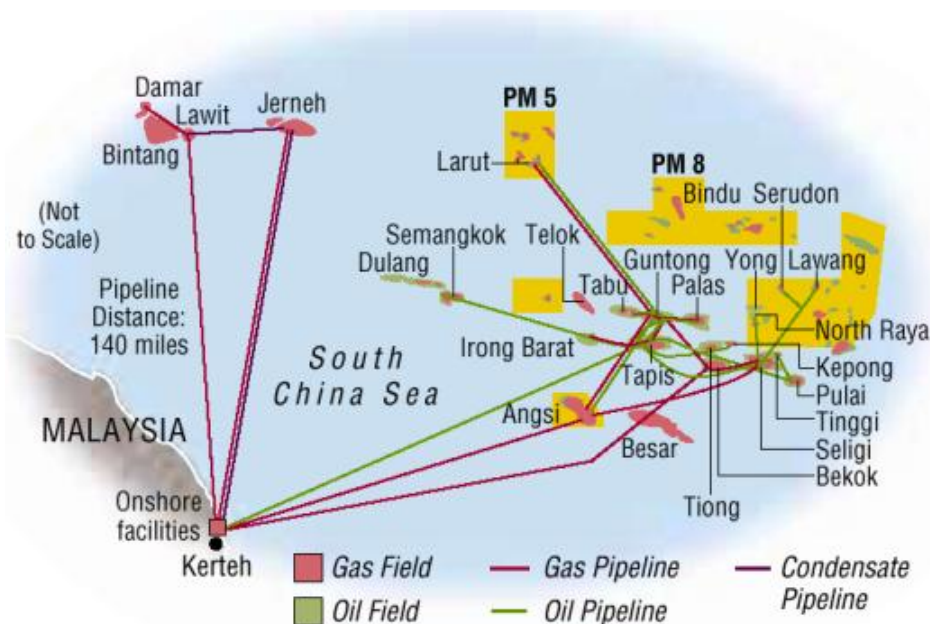 Damar
Lawit
Jerneh
Bintang
PM 5
Larut
PM 8
Bindu Serudon
(Not
to Scale)
Semangkok
Telok
Dulang
Guntong
Yong Lawang
Tabu
Palas
Pipeline
Distance:
140 miles
North Raya
Irong Barat
South
China Sea
Tapis
Kepong
Pulai
Angsi
Tinggi
MALAYSIA
Besar
Seligi
Bekok
Tiong
Onshore
facilities
Kerteh
Gas Field
Gas Pipeline
Condensate
Pipeline
Oil Field
Oil Pipeline